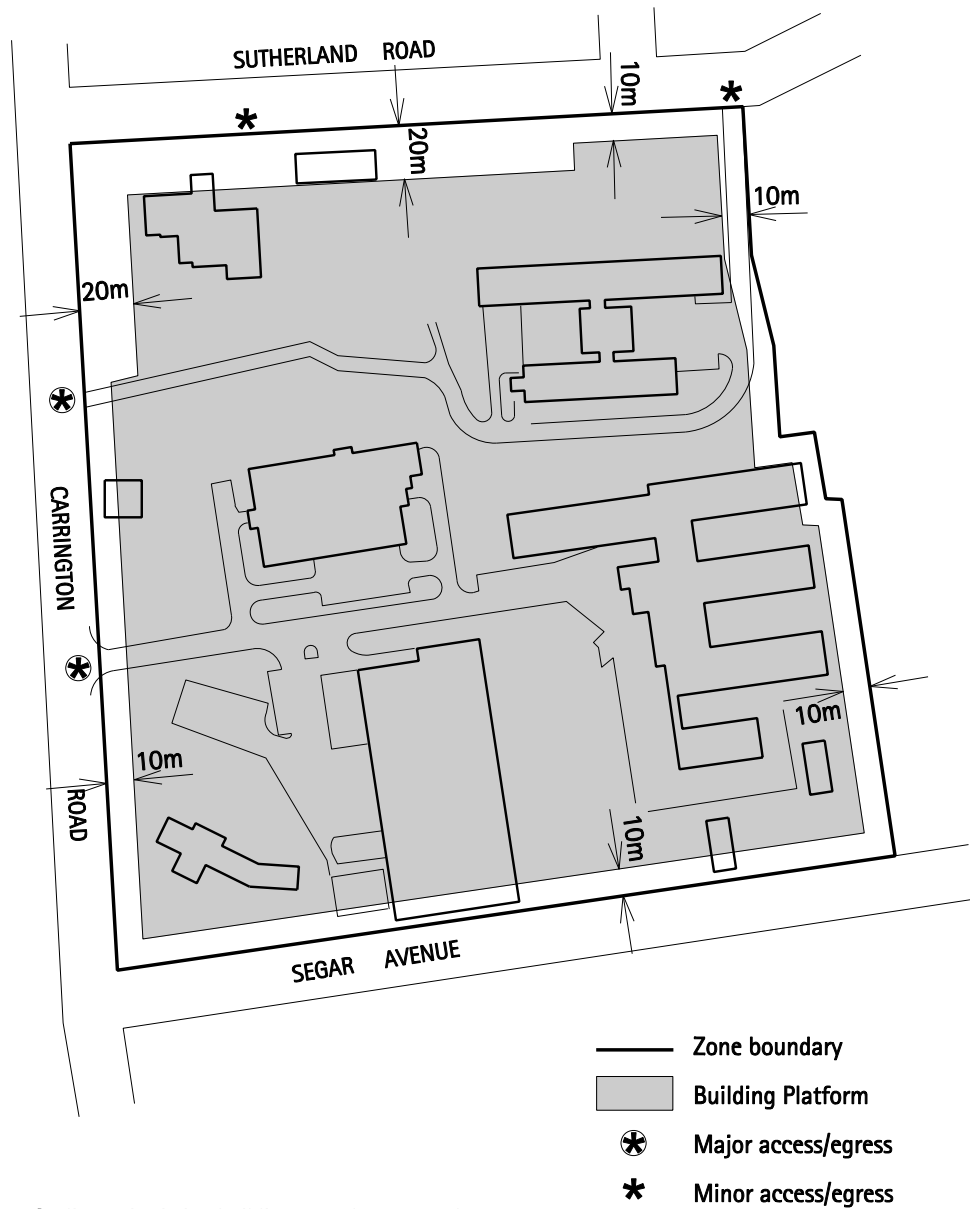 SUTHERLAND ROAD
10m
20m
10m
20m
CARRINGTON
ROAD
10m
10m
10m
SEGAR AVENUE
Zone boundary
Building Platform
Major access/egress
Minor access/egress